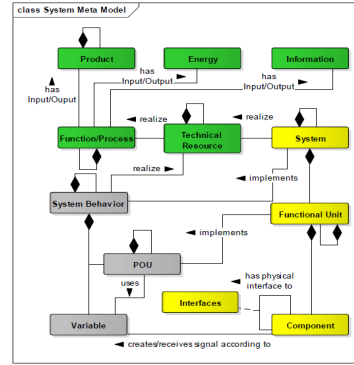 class System Meta Model
Product
Energy
Information
has
Input/Ouput
has
Input/Output
has
Input/Output
realize
realize
Function/Process
Technical
Resource
System
realize
implements
System Behavior
Functional Unit
implements
POU
uses
has physical
interface to
Interfaces
Variable
Component
creates/receives signal according to